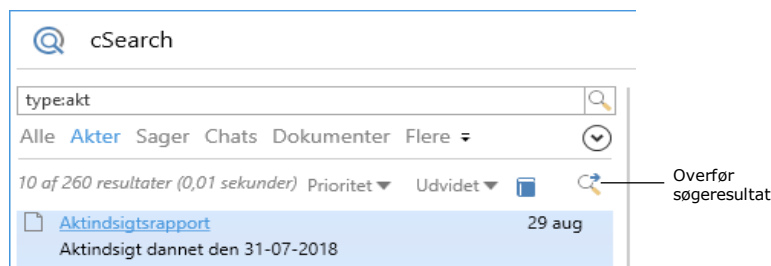 cSearch
type:akt
Alle Akter Sager Chats Dokumenter Flere
10 af 260 resultater (0,01 sekunder) Prioritet Udvidet
Overfør
søgeresultat
Aktindsigtsrapport 29 aug
Aktindsigt dannet den 31-07-2018